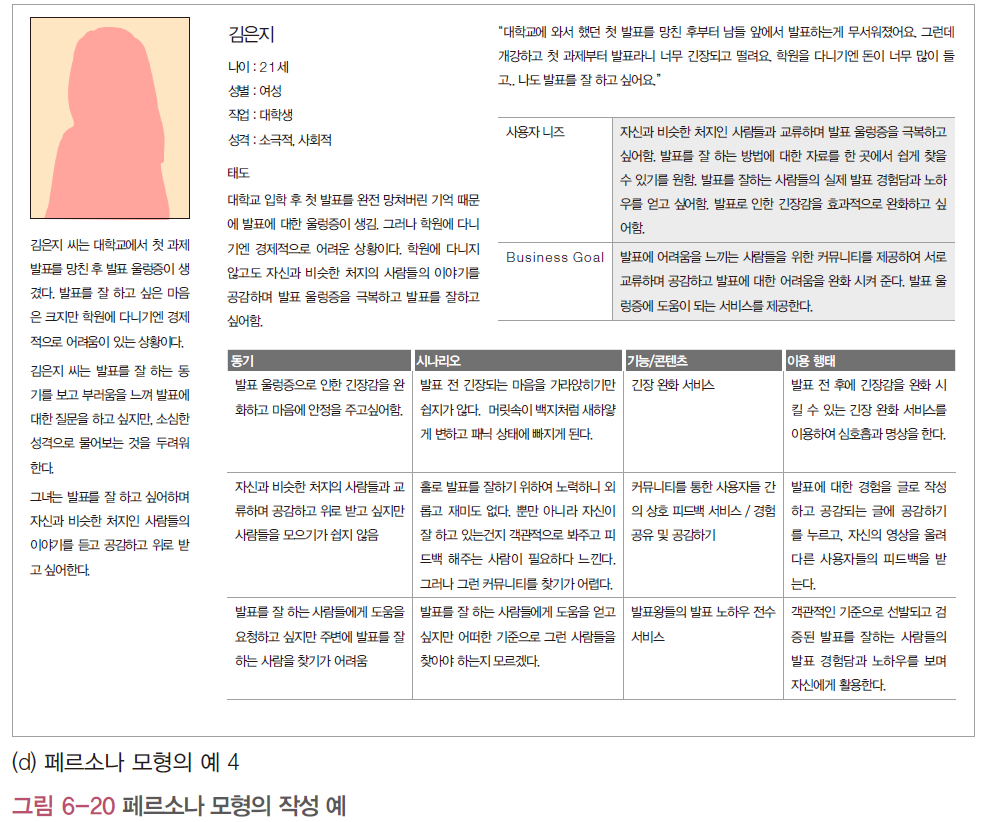 김은지
나이 : 21세
성별 : 여성
직업 : 대학생
성격 : 소극적, 사회적
태도
대학교 입학 후 첫 발표를 완전 망쳐버린 기억 때문
에 발표에 대한 울렁증이 생김. 그러나 학원에 다니
기엔 경제적으로 어려운 상황이다. 학원에 다니지
않고도 자신과 비슷한 처지의 사람들의 이야기를
공감하며 발표 울렁증을 극복하고 발표를 잘하고
싶어함.
김은지 씨는 대학교에서 첫 과제
발표를 망친 후 발표 울렁증이 생
겼다. 발표를 잘 하고 싶은 마음
은 크지만 학원에 다니기엔 경제
적으로 어려움이 있는 상황이다.
김은지 씨는 발표를 잘 하는 동
기를 보고 부러움을 느껴 발표에
대한 질문을 하고 싶지만, 소심한
성격으로 물어보는 것을 두려워
한다.
그녀는 발표를 잘 하고 싶어하며
자신과 비슷한 처지인 사람들의
이야기를 듣고 공감하고 위로 받
고 싶어한다.
"대학교에 와서 했던 첫 발표를 망친 후부터 남들 앞에서 발표하는게 무서워졌어요. 그런데
개강하고 첫 과제부터 발표라니 너무 긴장되고 떨려요. 학원을 다니기엔 돈이 너무 많이 들
고.. 나도 발표를 잘 하고 싶어요."
사용자 니즈
자신과 비슷한 처지인 사람들과 교류하며 발표 울렁증을 극복하고
싶어함. 발표를 잘 하는 방법에 대한 자료를 한 곳에서 쉽게 찾을
수 있기를 원함. 발표를 잘하는 사람들의 실제 발표 경험담과 노하
우를 얻고 싶어함. 발표로 인한 긴장감을 효과적으로 완화하고 싶
어함.
Business Goal
발표에 어려움을 느끼는 사람들을 위한 커뮤니티를 제공하여 서로
교류하며 공감하고 발표에 대한 어려움을 완화 시켜 준다. 발표 울
렁증에 도움이 되는 서비스를 제공한다.
동기
시나리오
기능/콘텐츠
이용 행태
발표 울렁증으로 인한 긴장감을 완
화하고 마음에 안정을 주고싶어함.
발표 전 긴장되는 마음을 가라앉히기만
쉽지가 않다. 머릿속이 백지처럼 새하얗
게 변하고 패닉 상태에 빠지게 된다.
긴장 완화 서비스
발표 전 후에 긴장감을 완화 시
킬 수 있는 긴장 완화 서비스를
이용하여 심호흡과 명상을 한다.
자신과 비슷한 처지의 사람들과 교
류하며 공감하고 위로 받고 싶지만
사람들을 모으기가 쉽지 않음
홀로 발표를 잘하기 위하여 노력하니 외
롭고 재미도 없다. 뿐만 아니라 자신이
잘 하고 있는건지 객관적으로 봐주고 피
드백 해주는 사람이 필요하다 느낀다.
그러나 그런 커뮤니티를 찾기가 어렵다.
커뮤니티를 통한 사용자들 간
의 상호 피드백 서비스 / 경험
공유 및 공감하기
발표에 대한 경험을 글로 작성
하고 공감되는 글에 공감하기
를 누르고, 자신의 영상을 올려
다른 사용자들의 피드백을 받
는다.
발표를 잘 하는 사람들에게 도움을
요청하고 싶지만 주변에 발표를 잘
하는 사람을 찾기가 어려움
발표를 잘 하는 사람들에게 도움을 얻고
싶지만 어떠한 기준으로 그런 사람들을
찾아야 하는지 모르겠다.
발표왕들의 발표 노하우 전수
서비스
객관적인 기준으로 선발되고 검
증된 발표를 잘하는 사람들의
발표 경험담과 노하우를 보며
자신에게 활용한다.
(d) 페르소나 모형의 예 4
그림 6-20 페르소나 모형의 작성 예